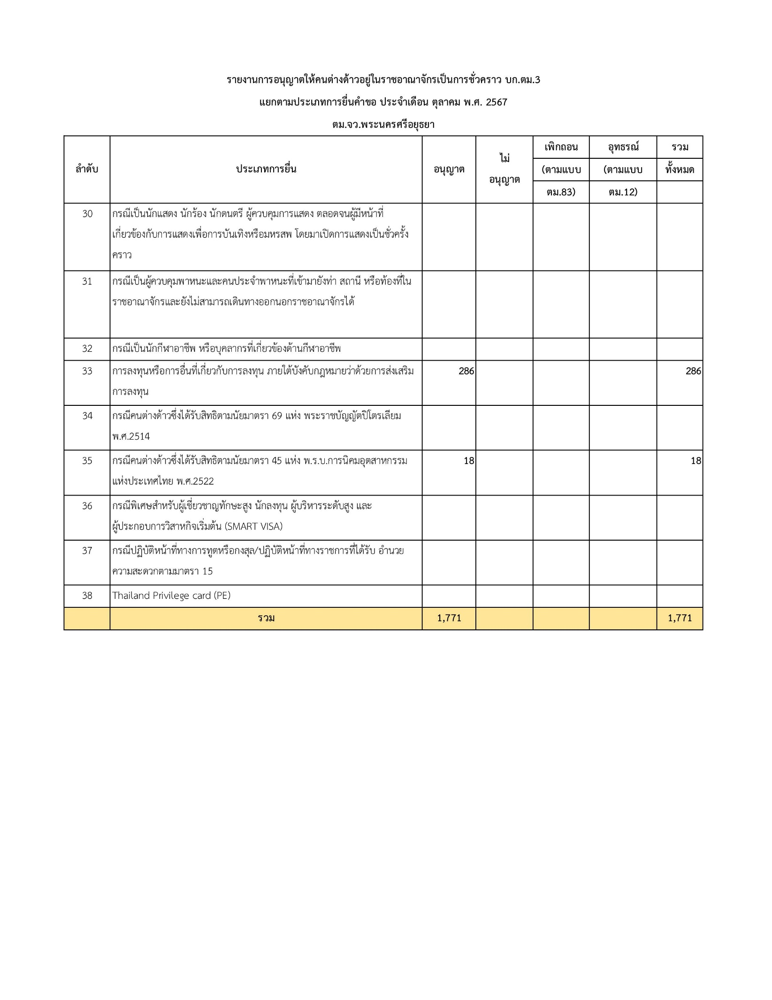 รายงานการอนุญาตให้คนต่างด้าวอยู่ในราชอาณาจักรเป็นการชั่วคราว บก.ตม.3
แยกตามประเภทการยื่นคำขอ ประจำเดือน ตุลาคม พ.ศ. 2567
ตม.จว.พระนครศรีอยุธยา
ลำดับ ประเภทการยื่น อนุญาต ไม่ อนุญาต เพิกถอน อุทธรณ์ รวม
(ตามแบบ (ตามแบบ ทั้งหมด
ตม.83) ตม.12)
30 กรณีเป็นนักแสดง นักร้อง นักดนตรี ผู้ควบคุมการแสดง ตลอดจนผู้มีหน้าที่
เกี่ยวข้องกับการแสดงเพื่อการบันเทิงหรือมหรสพ โดยมาเปิดการแสดงเป็นชั่วครั้ง
คราว
31 กรณีเป็นผู้ควบคุมพาหนะและคนประจำพาหนะที่เข้ามายังท่า สถานี หรือท้องที่ใน
ราชอาณาจักรและยังไม่สามารถเดินทางออกนอกราชอาณาจักรได้
32 กรณีเป็นนักกีฬาอาชีพ หรือบุคลากรที่เกี่ยวข้องด้านกีฬาอาชีพ
33 การลงทุนหรือการอื่นที่เกี่ยวกับการลงทุน ภายใต้บังคับกฎหมายว่าด้วยการส่งเสริม 286 286
การลงทุน
34 กรณีคนต่างด้าวซึ่งได้รับสิทธิตามนัยมาตรา 69 แห่ง พระราชบัญญัตปิโตรเลียม
พ.ศ.2514
35 กรณีคนต่างด้าวซึ่งได้รับสิทธิตามนัยมาตรา 45 แห่ง พ.ร.บ.การนิคมอุตสาหกรรม 18 18
แห่งประเทศไทย พ.ศ.2522
36 กรณีพิเศษสำหรับผู้เชี่ยวชาญทักษะสูง นักลงทุน ผู้บริหารระดับสูง และ
ผู้ประกอบการวิสาหกิจเริ่มต้น (SMART VISA)
37 กรณีปฏิบัติหน้าที่ทางการทูตหรือกงสุล/ปฏิบัติหน้าที่ทางราชการที่ได้รับ อำนวย
ความสะดวกตามมาตรา 15
38 Thailand Privilege card (PE)
รวม 1,771 1,771